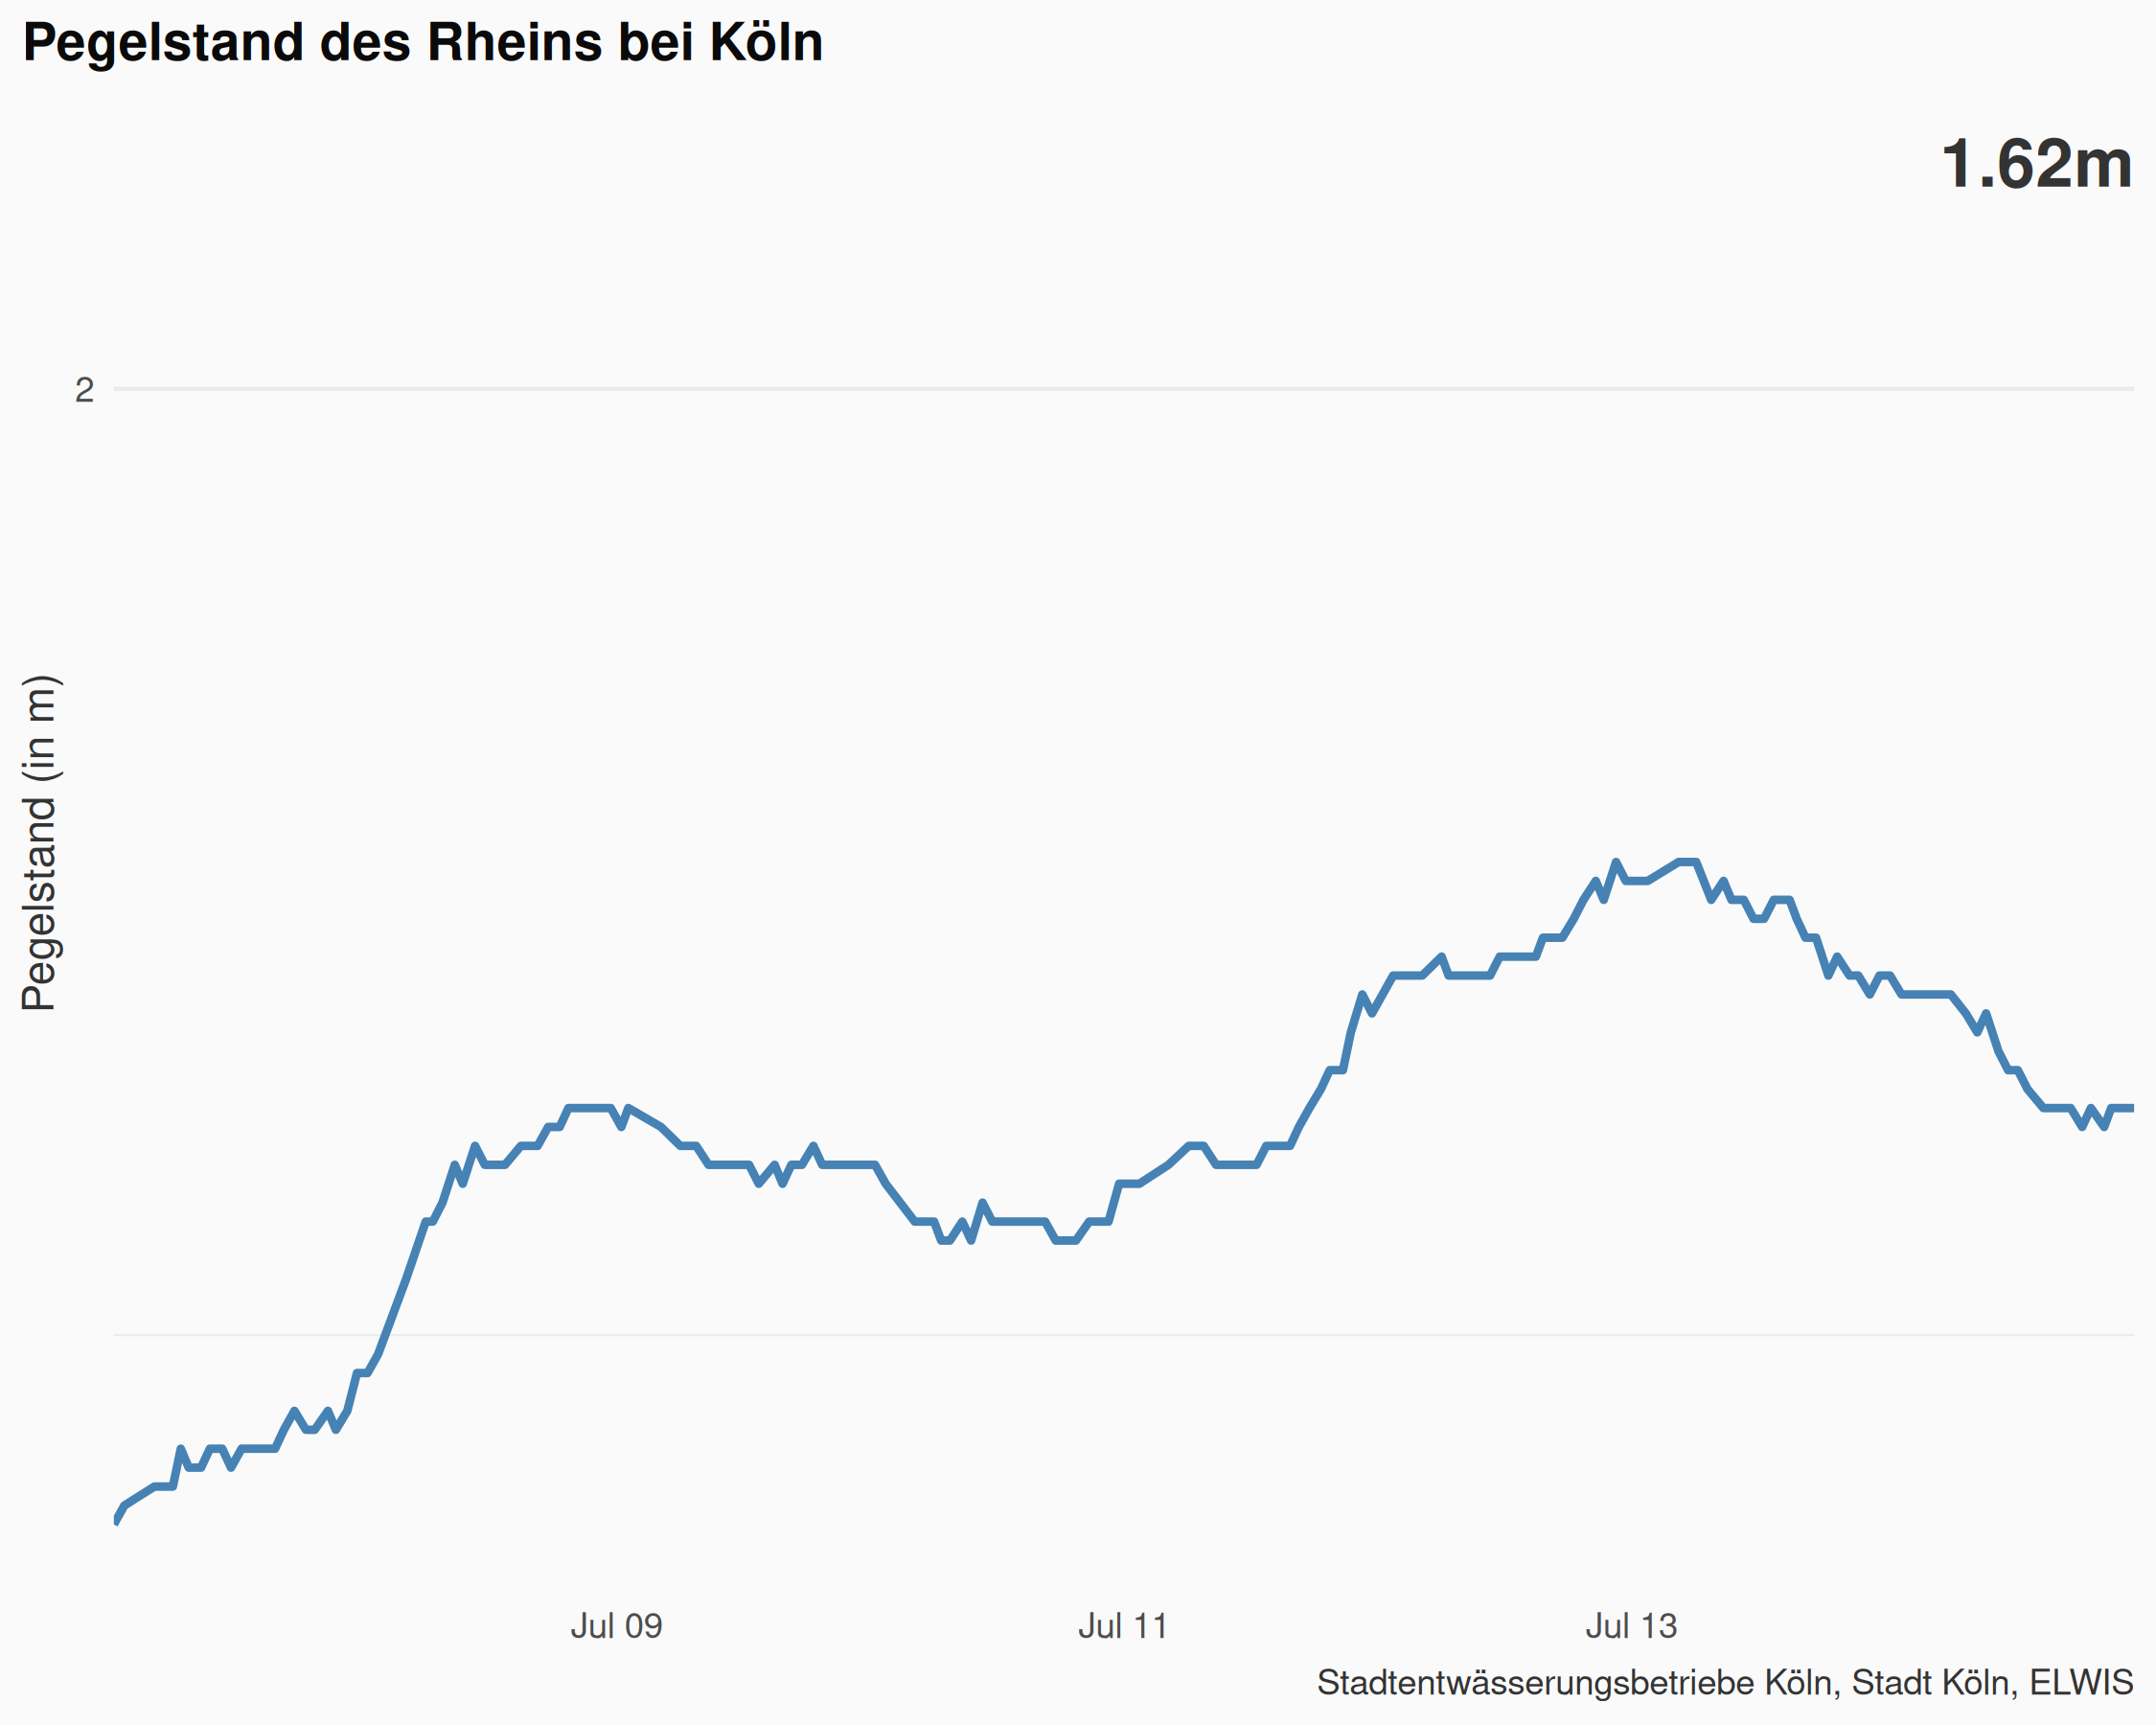 Pegelstand des Rheins bei Köln
1.62m
2
Pegelstand (in m)
Jul 09
Jul 11
Jul 13
Stadtentwässerungsbetriebe Köln, Stadt Köln, ELWIS